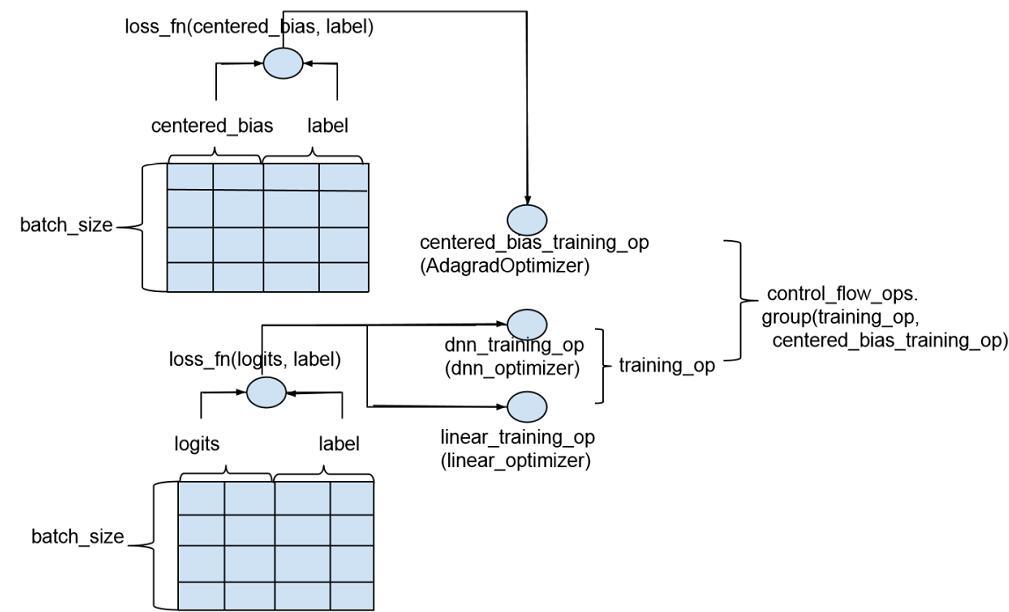 loss_fn(centered_bias, label)
centered_bias
label
batch_size
centered_bias_training_op
(AdagradOptimizer)
control_flow_ops.
group(training_op,
centered_bias_training_op)
dnn_training_op
(dnn_optimizer)
training_op
loss_fn(logits, label)
linear_training_op
(linear_optimizer)
logits
label
batch_size